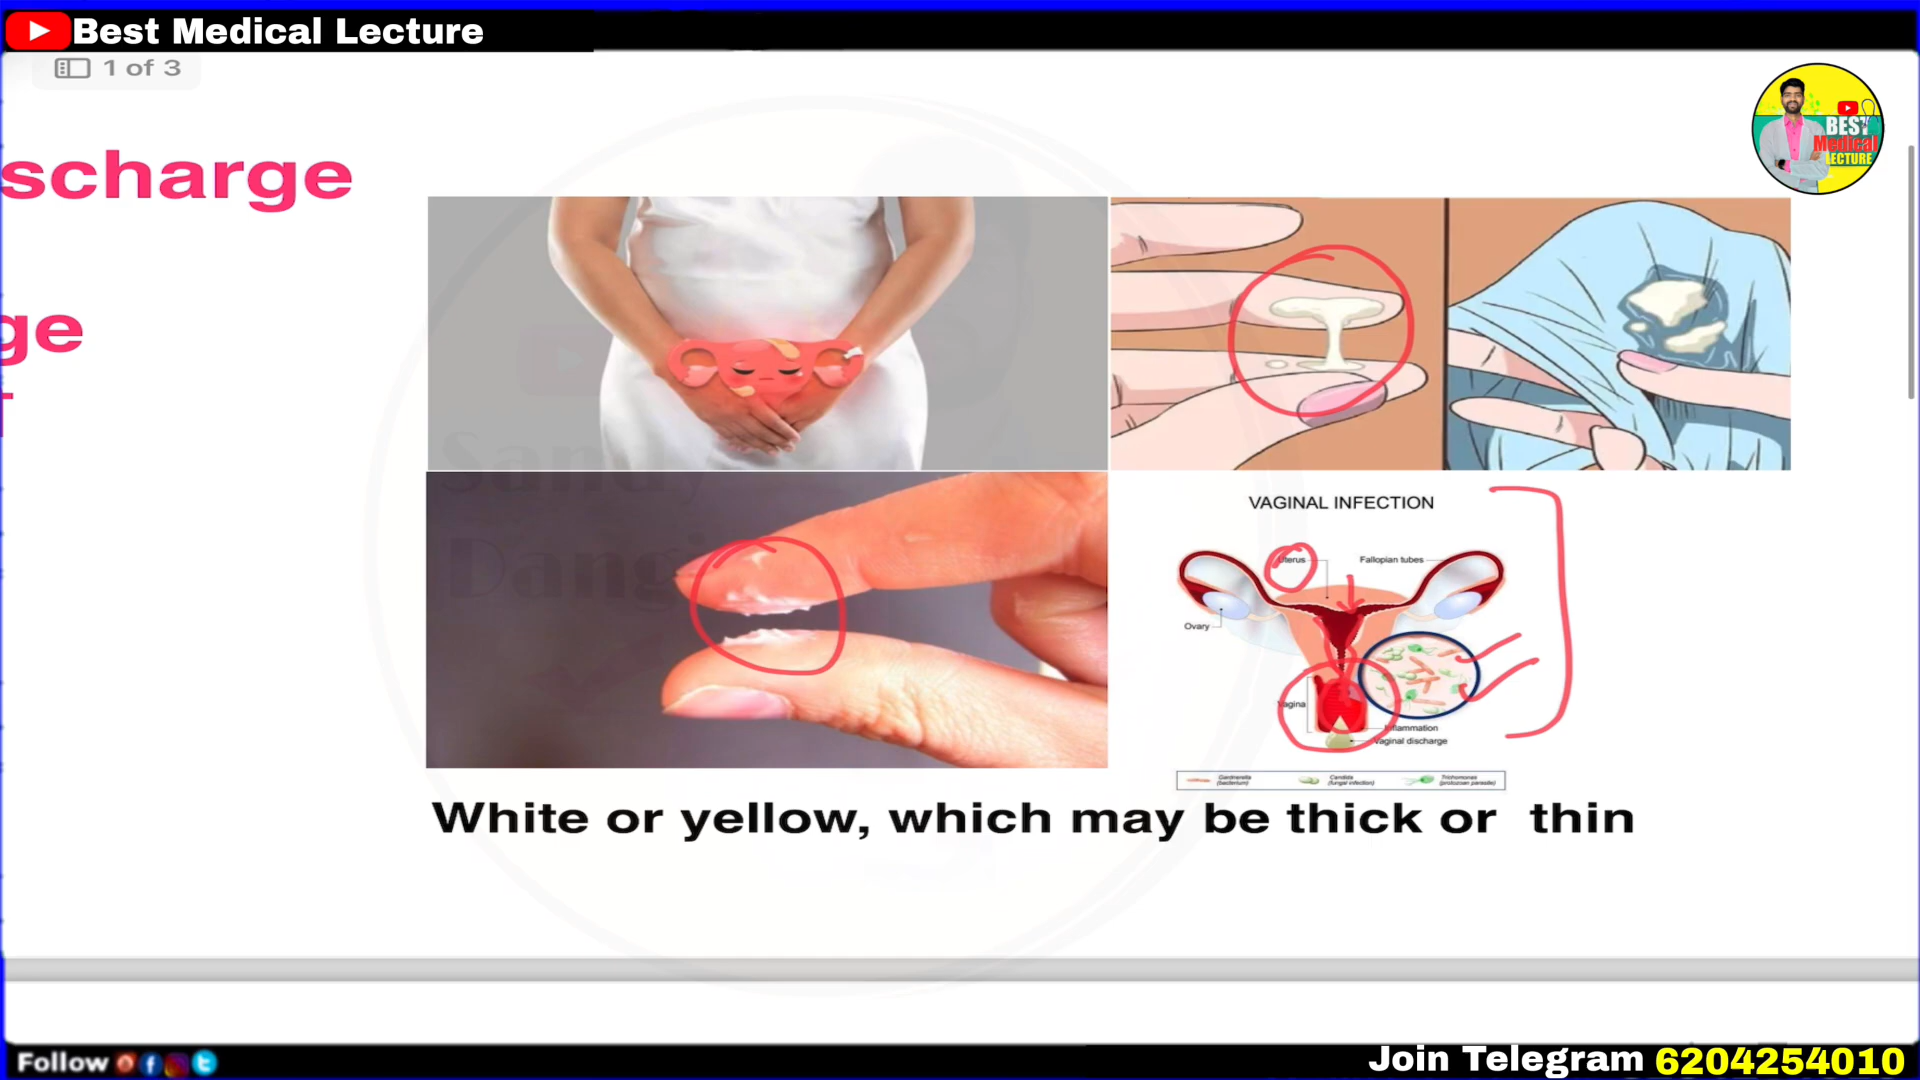 Best Medical Lecture
1 of 3
BEST
Medical
LECTURE
scharge
ge
VAGINAL INFECTION
Uterus
Fallopian tubes
Ovary
Vagina
Inflammation
Vaginal discharge
Gardnerella
(bacterium)
Candida
(fungal infection)
Trichomonas
(protozoan parasite)
Sandy
Dangi
White or yellow, which may be thick or thin
Follow
Join Telegram 6204254010